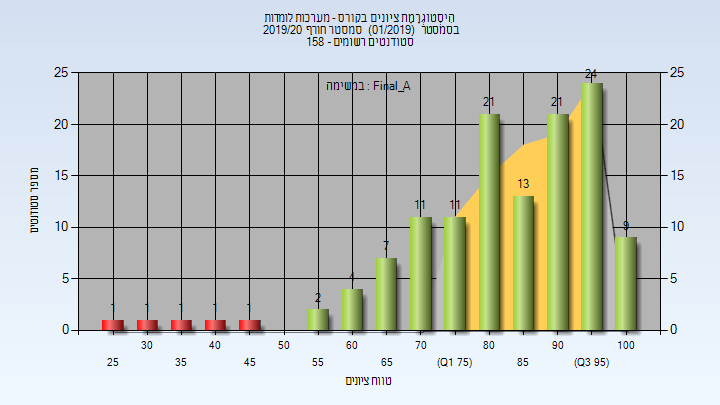 הִיסְטוֹגְרַמַּת ציונים בקורס - מערכות לומדות
בסמסטר (01/2019) סמסטר חורף 2019/20
סטודנטים רשומים - 158
במשימה : Final_A
מספר סטודנטים
25 25
20 20
15 15
10 10
5 5
0 0
1 1 1 1 1 2 4 7 11 11 21 13 21 24 9
30 40 50 60 70 80 90 100
25 35 45 55 65 (Q1 75) 85 (Q3 95)
טווח ציונים